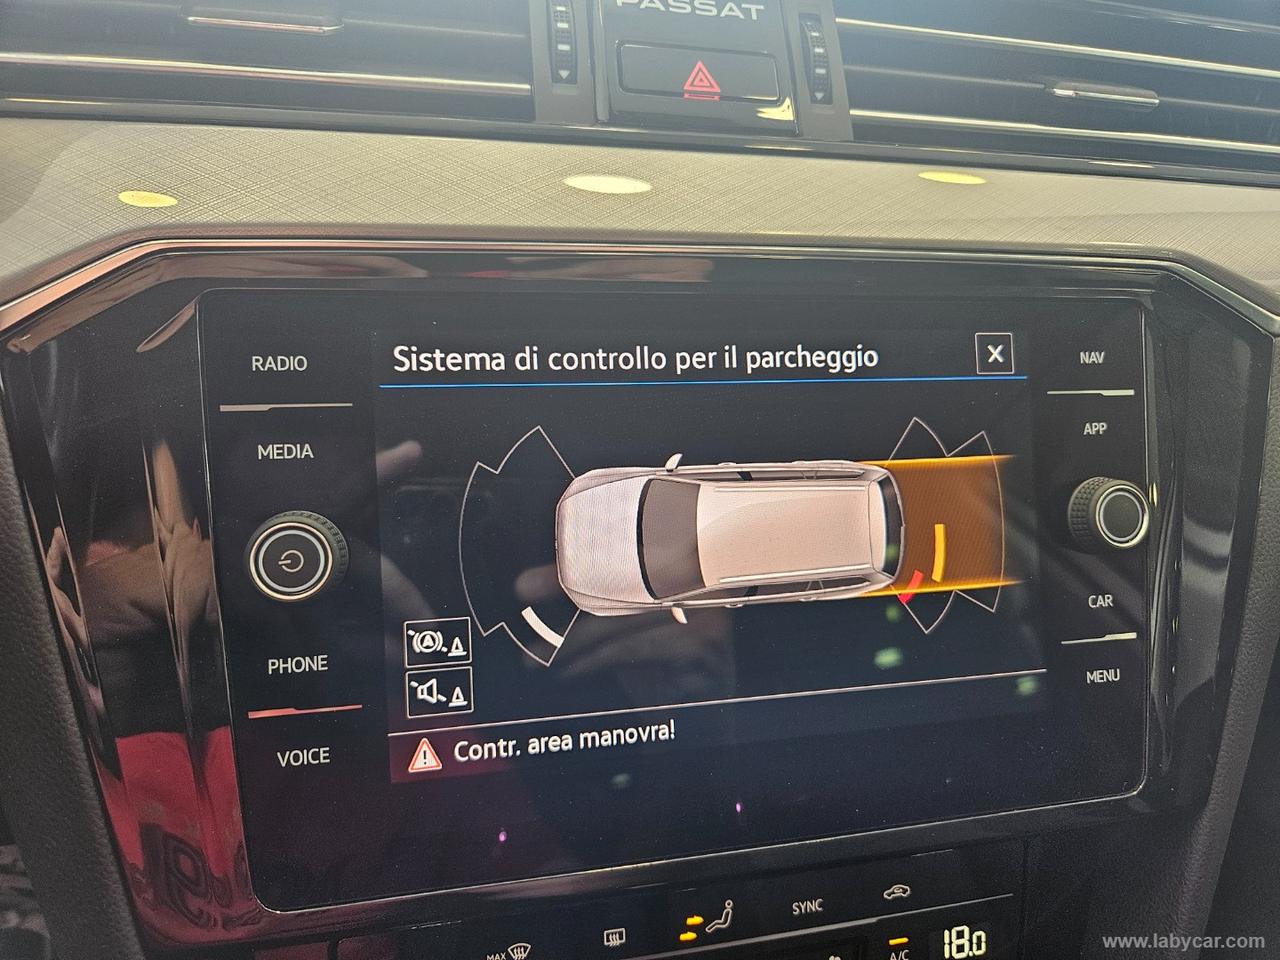 PASSAT
RADIO
MEDIA
PHONE
VOICE
Sistema di controllo per il parcheggio
X
A
Contr. area manovra!
NAV
APP
CAR
MENU
MAX
SYNC
A/C
18.0
www.labycar.com